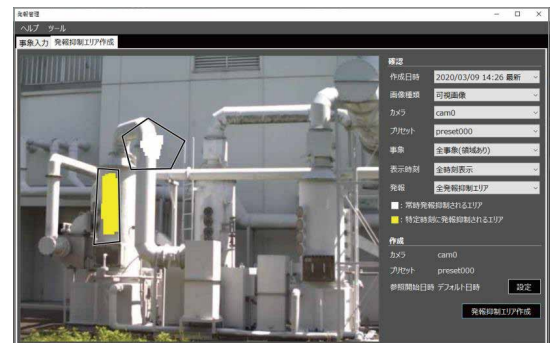 発報管理
ヘルプ ツール
事象入力 発報抑制エリア作成
確認
作成日時 2020/03/09 14:26 最新
画像種類 可視画像
カメラ cam0
プリセット preset000
事象 全事象(領域あり)
表示時刻 全時刻表示
発報 全発報抑制エリア
：常時発報抑制されるエリア
：特定時刻に発報抑制されるエリア
作成
カメラ cam0
プリセット preset000
参照開始日時 デフォルト日時 設定
発報抑制エリア作成